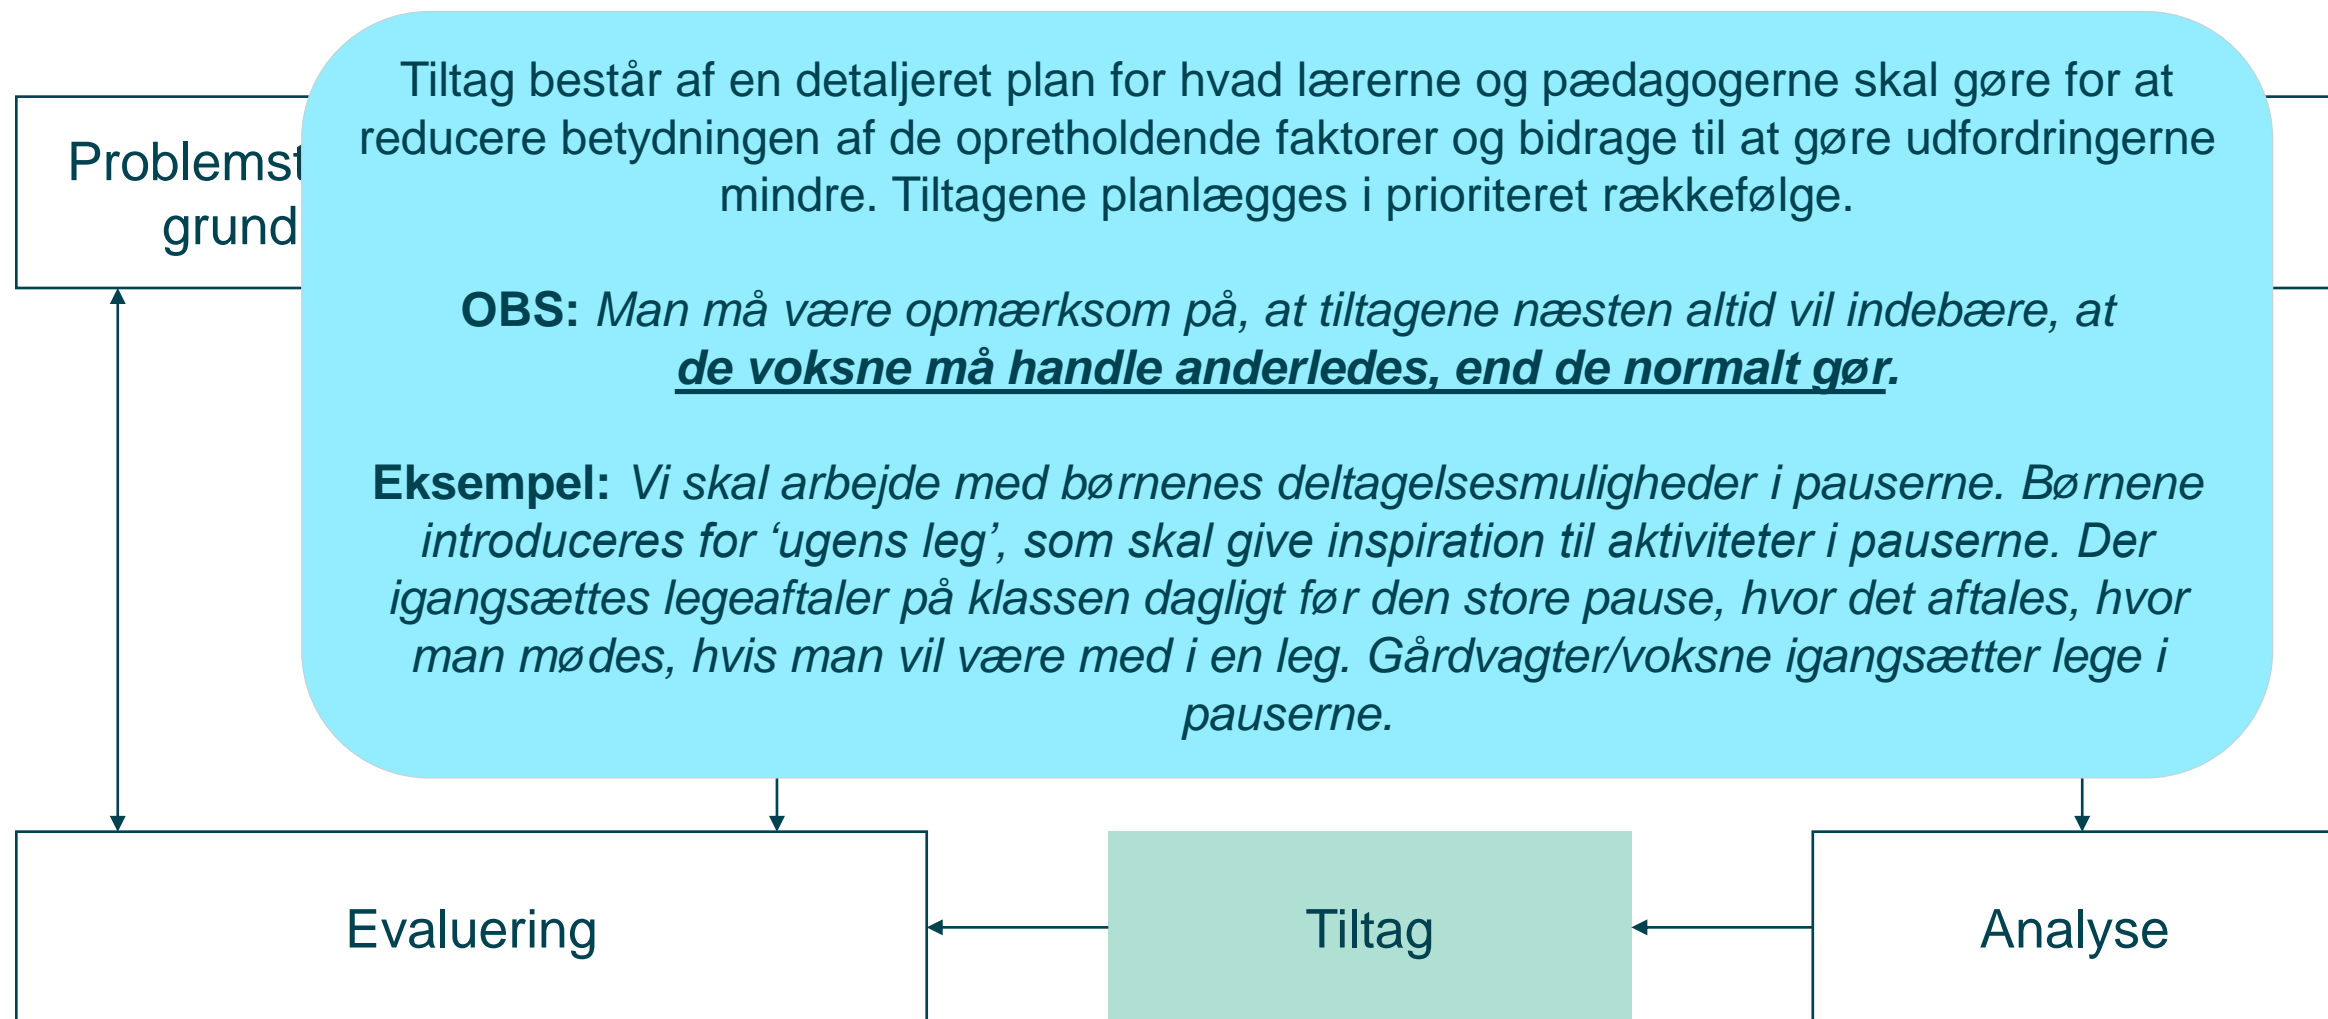 Tiltag består af en detaljeret plan for hvad lærerne og pædagogerne skal gøre for at
reducere betydningen af de opretholdende faktorer og bidrage til at gøre udfordringerne
mindre. Tiltagene planlægges i prioriteret rækkefølge.
OBS: Man må være opmærksom på, at tiltagene næsten altid vil indebære, at
de voksne må handle anderledes, end de normalt gør.
Eksempel: Vi skal arbejde med børnenes deltagelsesmuligheder i pauserne. Børnene
introduceres for ‘ugens leg’, som skal give inspiration til aktiviteter i pauserne. Der
igangsættes legeaftaler på klassen dagligt før den store pause, hvor det aftales, hvor
man mødes, hvis man vil være med i en leg. Gårdvagter/voksne igangsætter lege i
pauserne.
Problemst
grund
Evaluering
Tiltag
Analyse